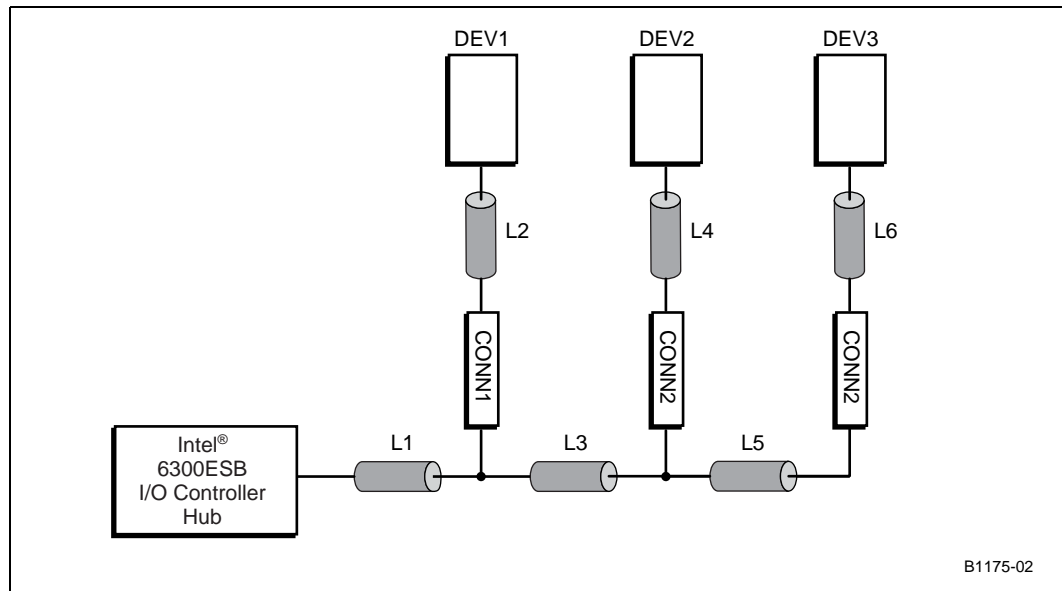 DEV1 DEV2 DEV3
L2 L4 L6
CONN1 CONN2 CONN2
L1 L3 L5
Intel®
6300ESB
I/O Controller
Hub
B1175-02